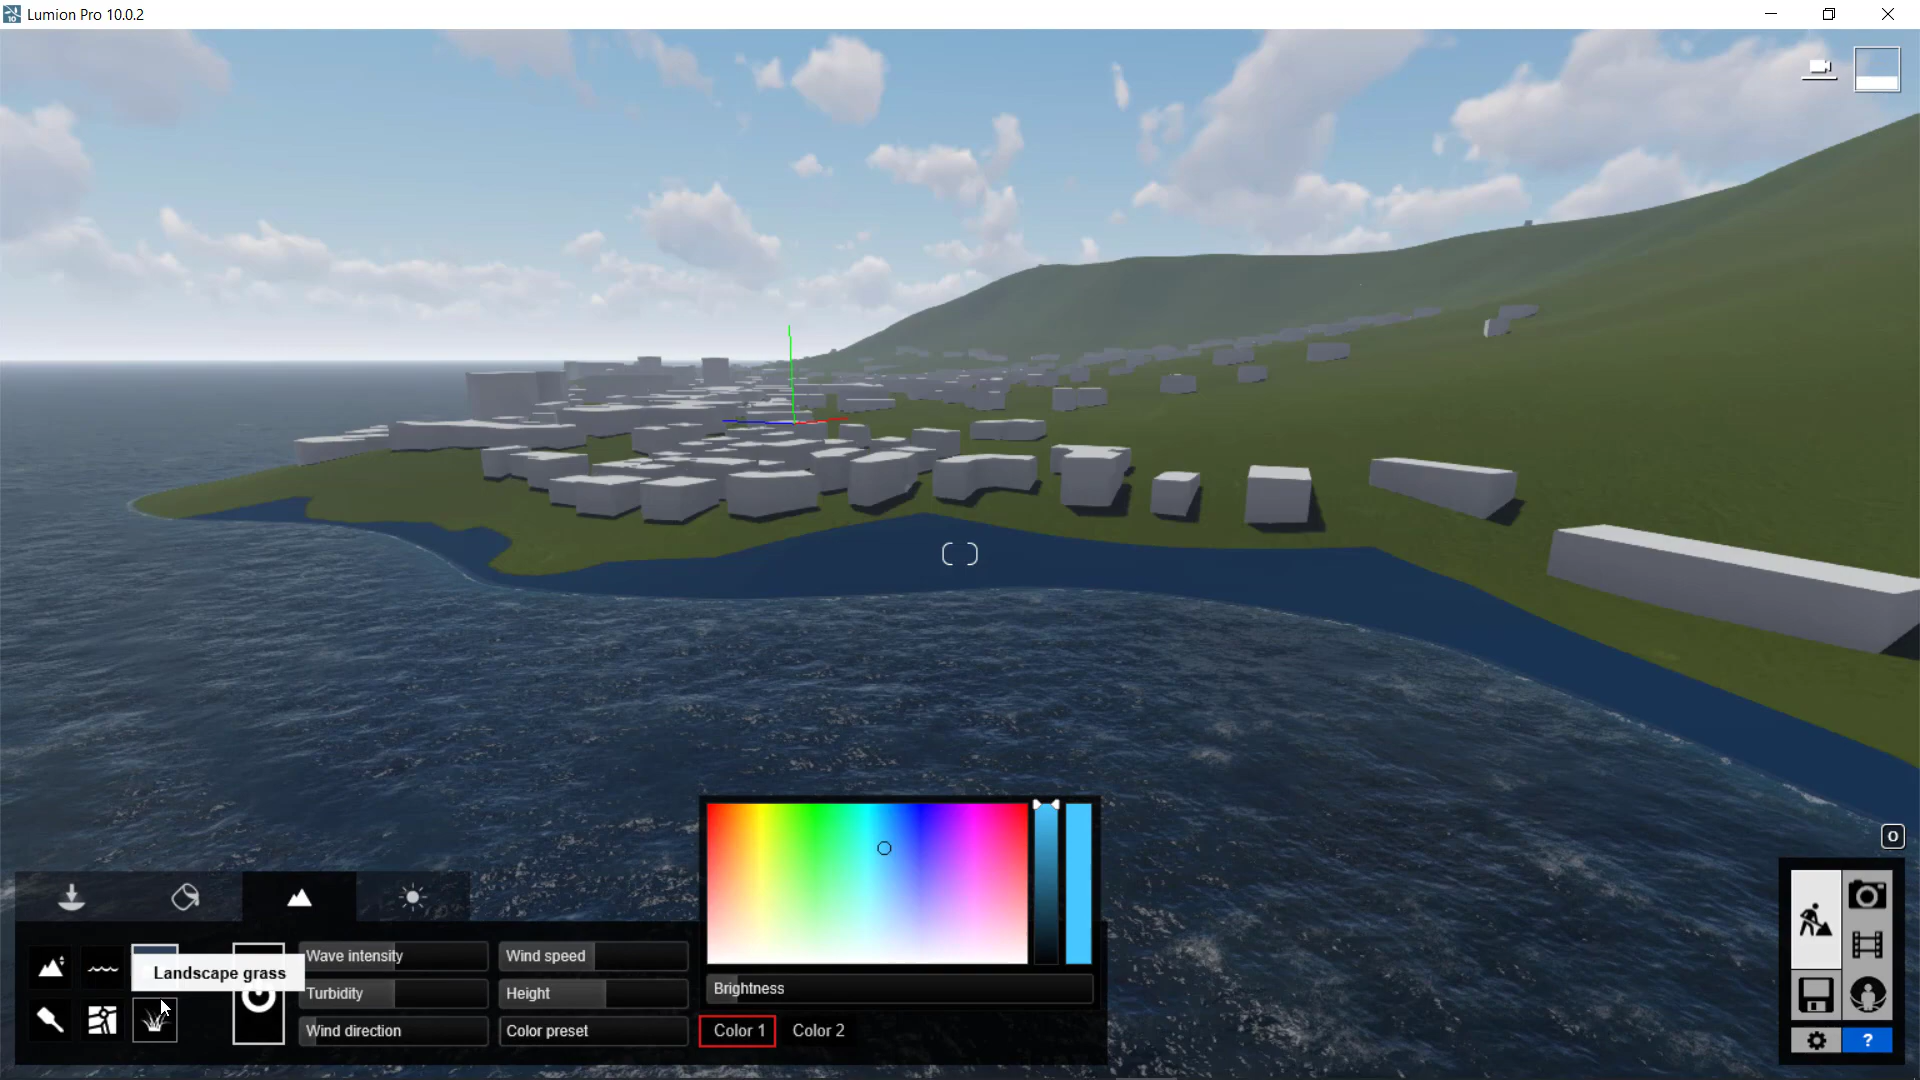 Lumion Pro 10.0.2
O
Landscape grass
Wave intensity
Wind speed
Turbidity
Height
Wind direction
Color preset
Brightness
Color 1
Color 2
?